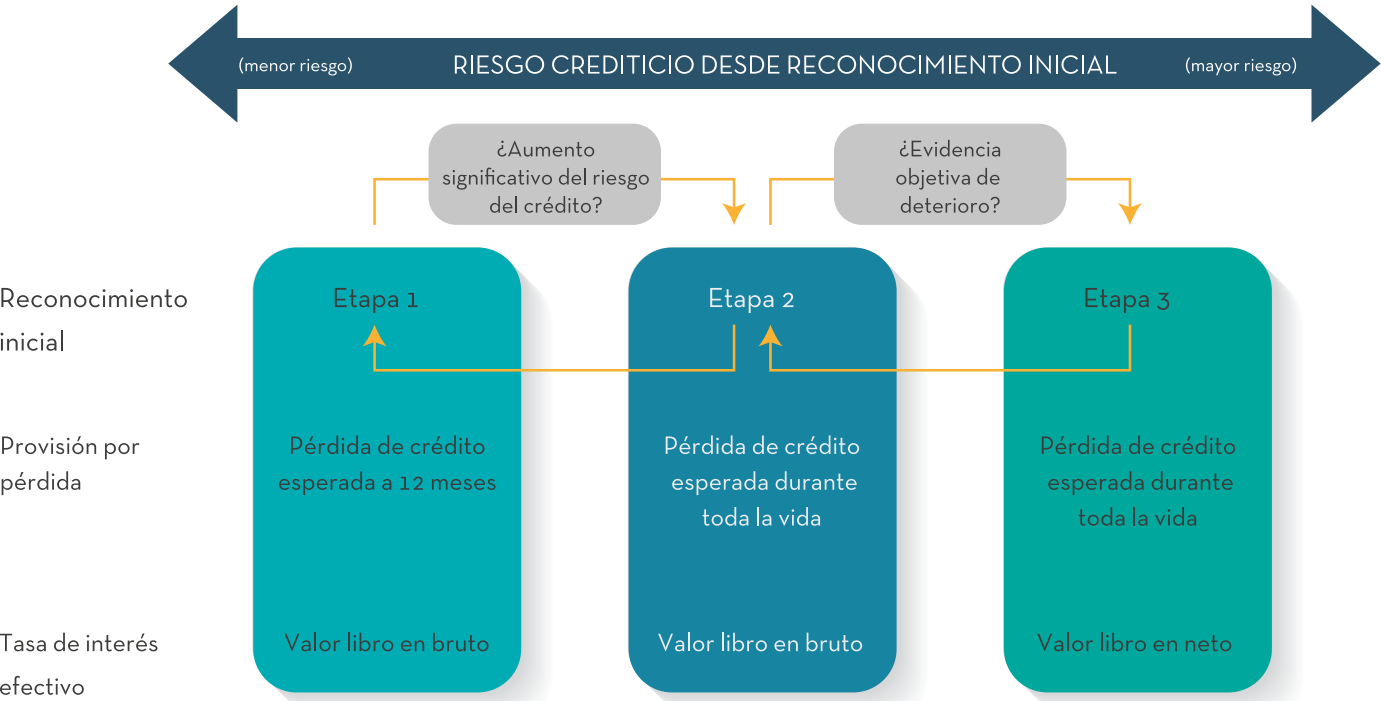 (menor riesgo)
RIESGO CREDITICIO DESDE RECONOCIMIENTO INICIAL
(mayor riesgo)
¿Aumento
significativo del riesgo
del crédito?
¿Evidencia
objetiva de
deterioro?
Reconocimiento
inicial
Etapa 1
Etapa 2
Etapa 3
Provisión por
pérdida
Pérdida de crédito
esperada a 12 meses
Pérdida de crédito
esperada durante
toda la vida
Pérdida de crédito
esperada durante
toda la vida
Tasa de interés
efectivo
Valor libro en bruto
Valor libro en bruto
Valor libro en neto